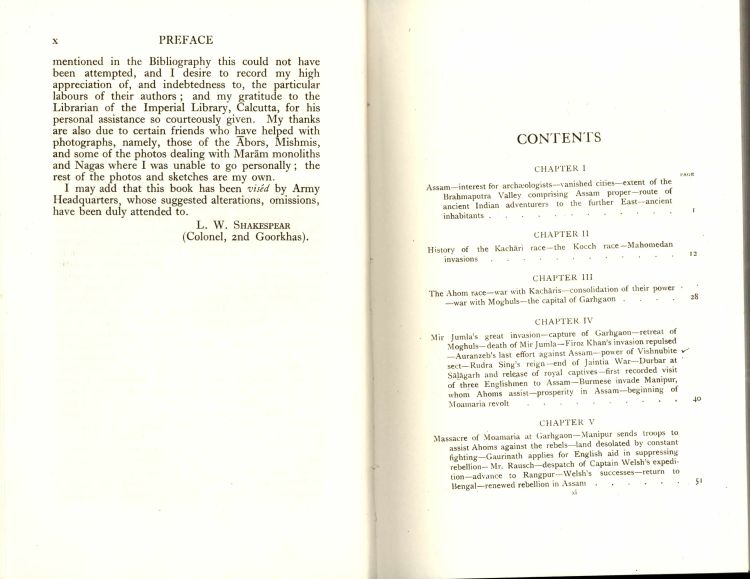 x PREFACE
mentioned in the Bibliography this could not have
been attempted, and I desire to record my high
appreciation of, and indebtedness to, the particular
labours of their authors ; and my gratitude to the
Librarian of the Imperial Library, Calcutta, for his
personal assistance so courteously given. My thanks
are also due to certain friends who have helped with
photographs, namely, those of the Ābors, Mishmis,
and some of the photos dealing with Marām monoliths
and Nagas where I was unable to go personally ; the
rest of the photos and sketches are my own.
I may add that this book has been viséd by Army
Headquarters, whose suggested alterations, omissions,
have been duly attended to.
L. W. SHAKESPEAR
(Colonel, 2nd Goorkhas).
CONTENTS
CHAPTER I
PAGE
Assam—interest for archæologists—vanished cities—extent of the
Brahmaputra Valley comprising Assam proper—route of
ancient Indian adventurers to the further East—ancient
inhabitants . . . . . . . . . . 1
CHAPTER II
History of the Kachāri race—the Kocch race—Mahomedan
invasions . . . . . . . . . . 12
CHAPTER III
The Ahom race—war with Kachāris—consolidation of their power
—war with Moghuls—the capital of Garhgaon . . . . 28
CHAPTER IV
Mir Jumla's great invasion—capture of Garhgaon—retreat of
Moghuls—death of Mir Jumla—Firoz Khan's invasion repulsed
—Auranzeb's last effort against Assam—power of Vishnubite
sect—Rudra Sing's reign—end of Jaintia War—Durbar at
Sālāgarh and release of royal captives—first recorded visit
of three Englishmen to Assam—Burmese invade Manipur,
whom Ahoms assist—prosperity in Assam—beginning of
Moamaria revolt . . . . . . . . . 40
CHAPTER V
Massacre of Moamaria at Garhgaon—Manipur sends troops to
assist Ahoms against the rebels—land desolated by constant
fighting—Gaurinath applies for English aid in suppressing
rebellion—Mr. Rausch—despatch of Captain Welsh's expedi-
tion—advance to Rangpur—Welsh's successes—return to
Bengal—renewed rebellion in Assam . . . . . . 51
xi